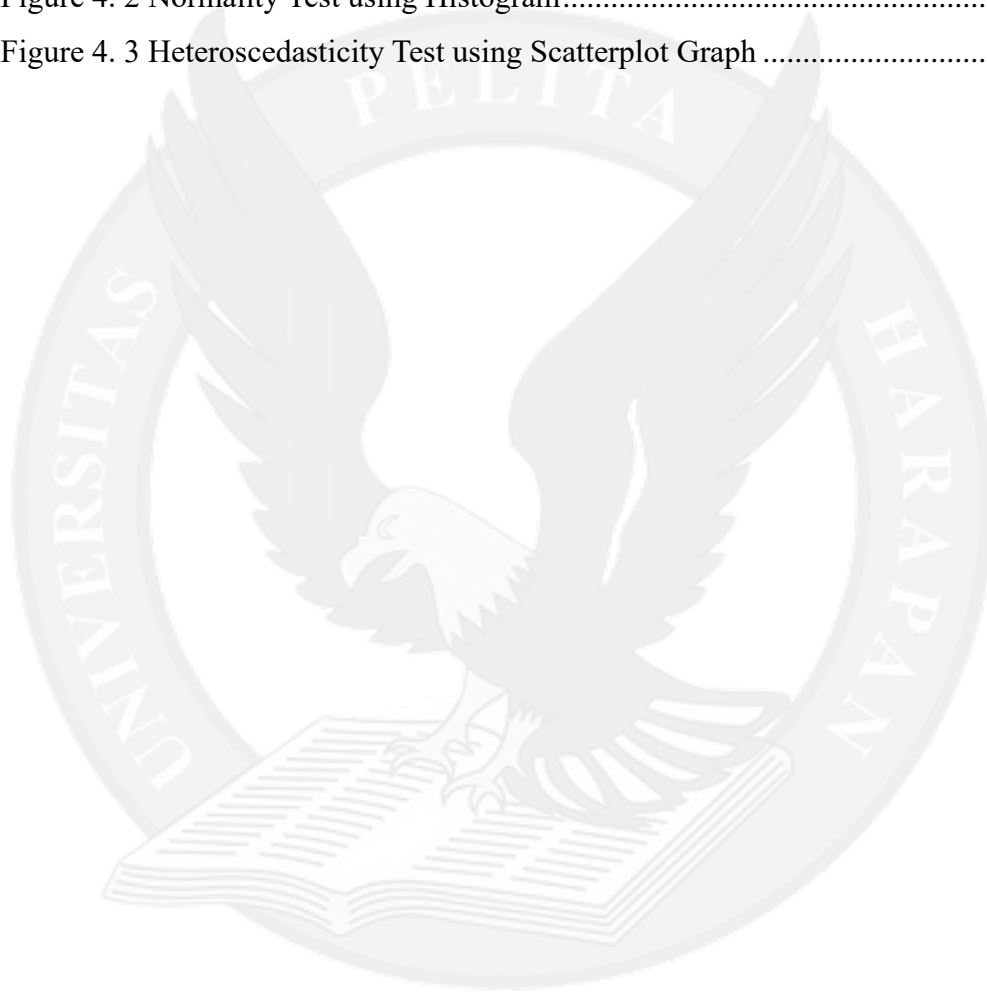 Figure 4. 2 Normality Test using Histogram..........................................................
Figure 4. 3 Heteroscedasticity Test using Scatterplot Graph ............................
UNIVERSITAS PELITA HARAPAN